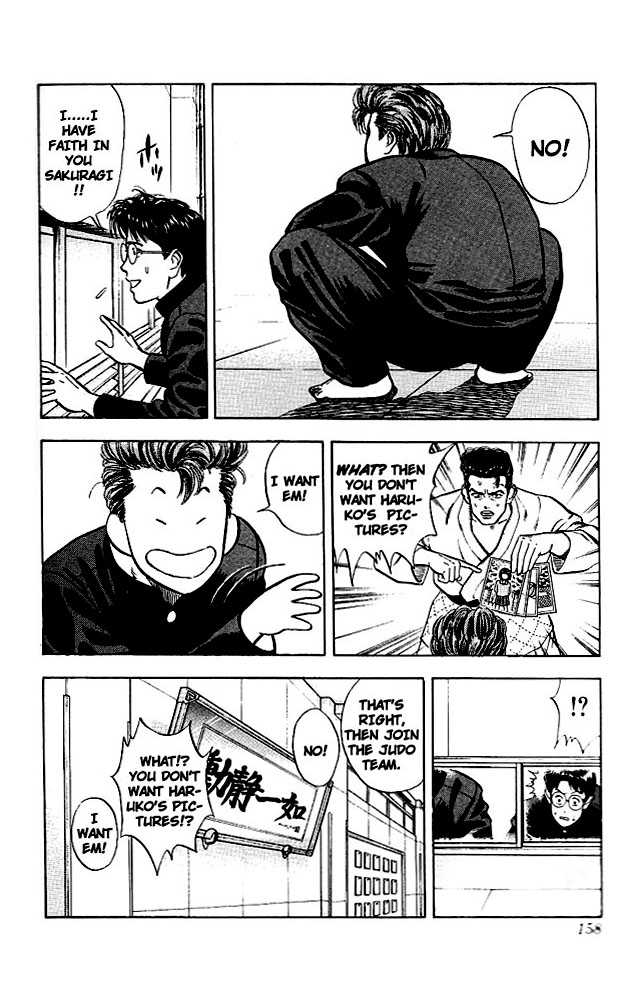 NO!
I.....I
HAVE
FAITH IN
YOU
SAKURAGI
!!
ホッ
WHAT? THEN
YOU DON'T
WANT HARU-
KO'S PIC-
TURES?
I WANT
EM!
!?
THAT'S
RIGHT,
THEN JOIN
THE JUDO
TEAM.
NO!
動静一如
WHAT!?
YOU DON'T
WANT HAR-
UKO'S PIC-
TURES!?
I
WANT
EM!
158